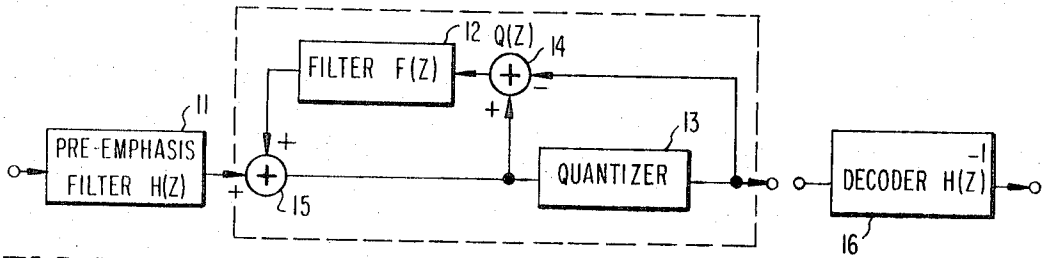 12 Q(Z) 14
FILTER F(Z)
+
−
+
11
+
13
PRE-EMPHASIS
FILTER H(Z)
+
+
15
QUANTIZER
DECODER H(Z)⁻¹
16